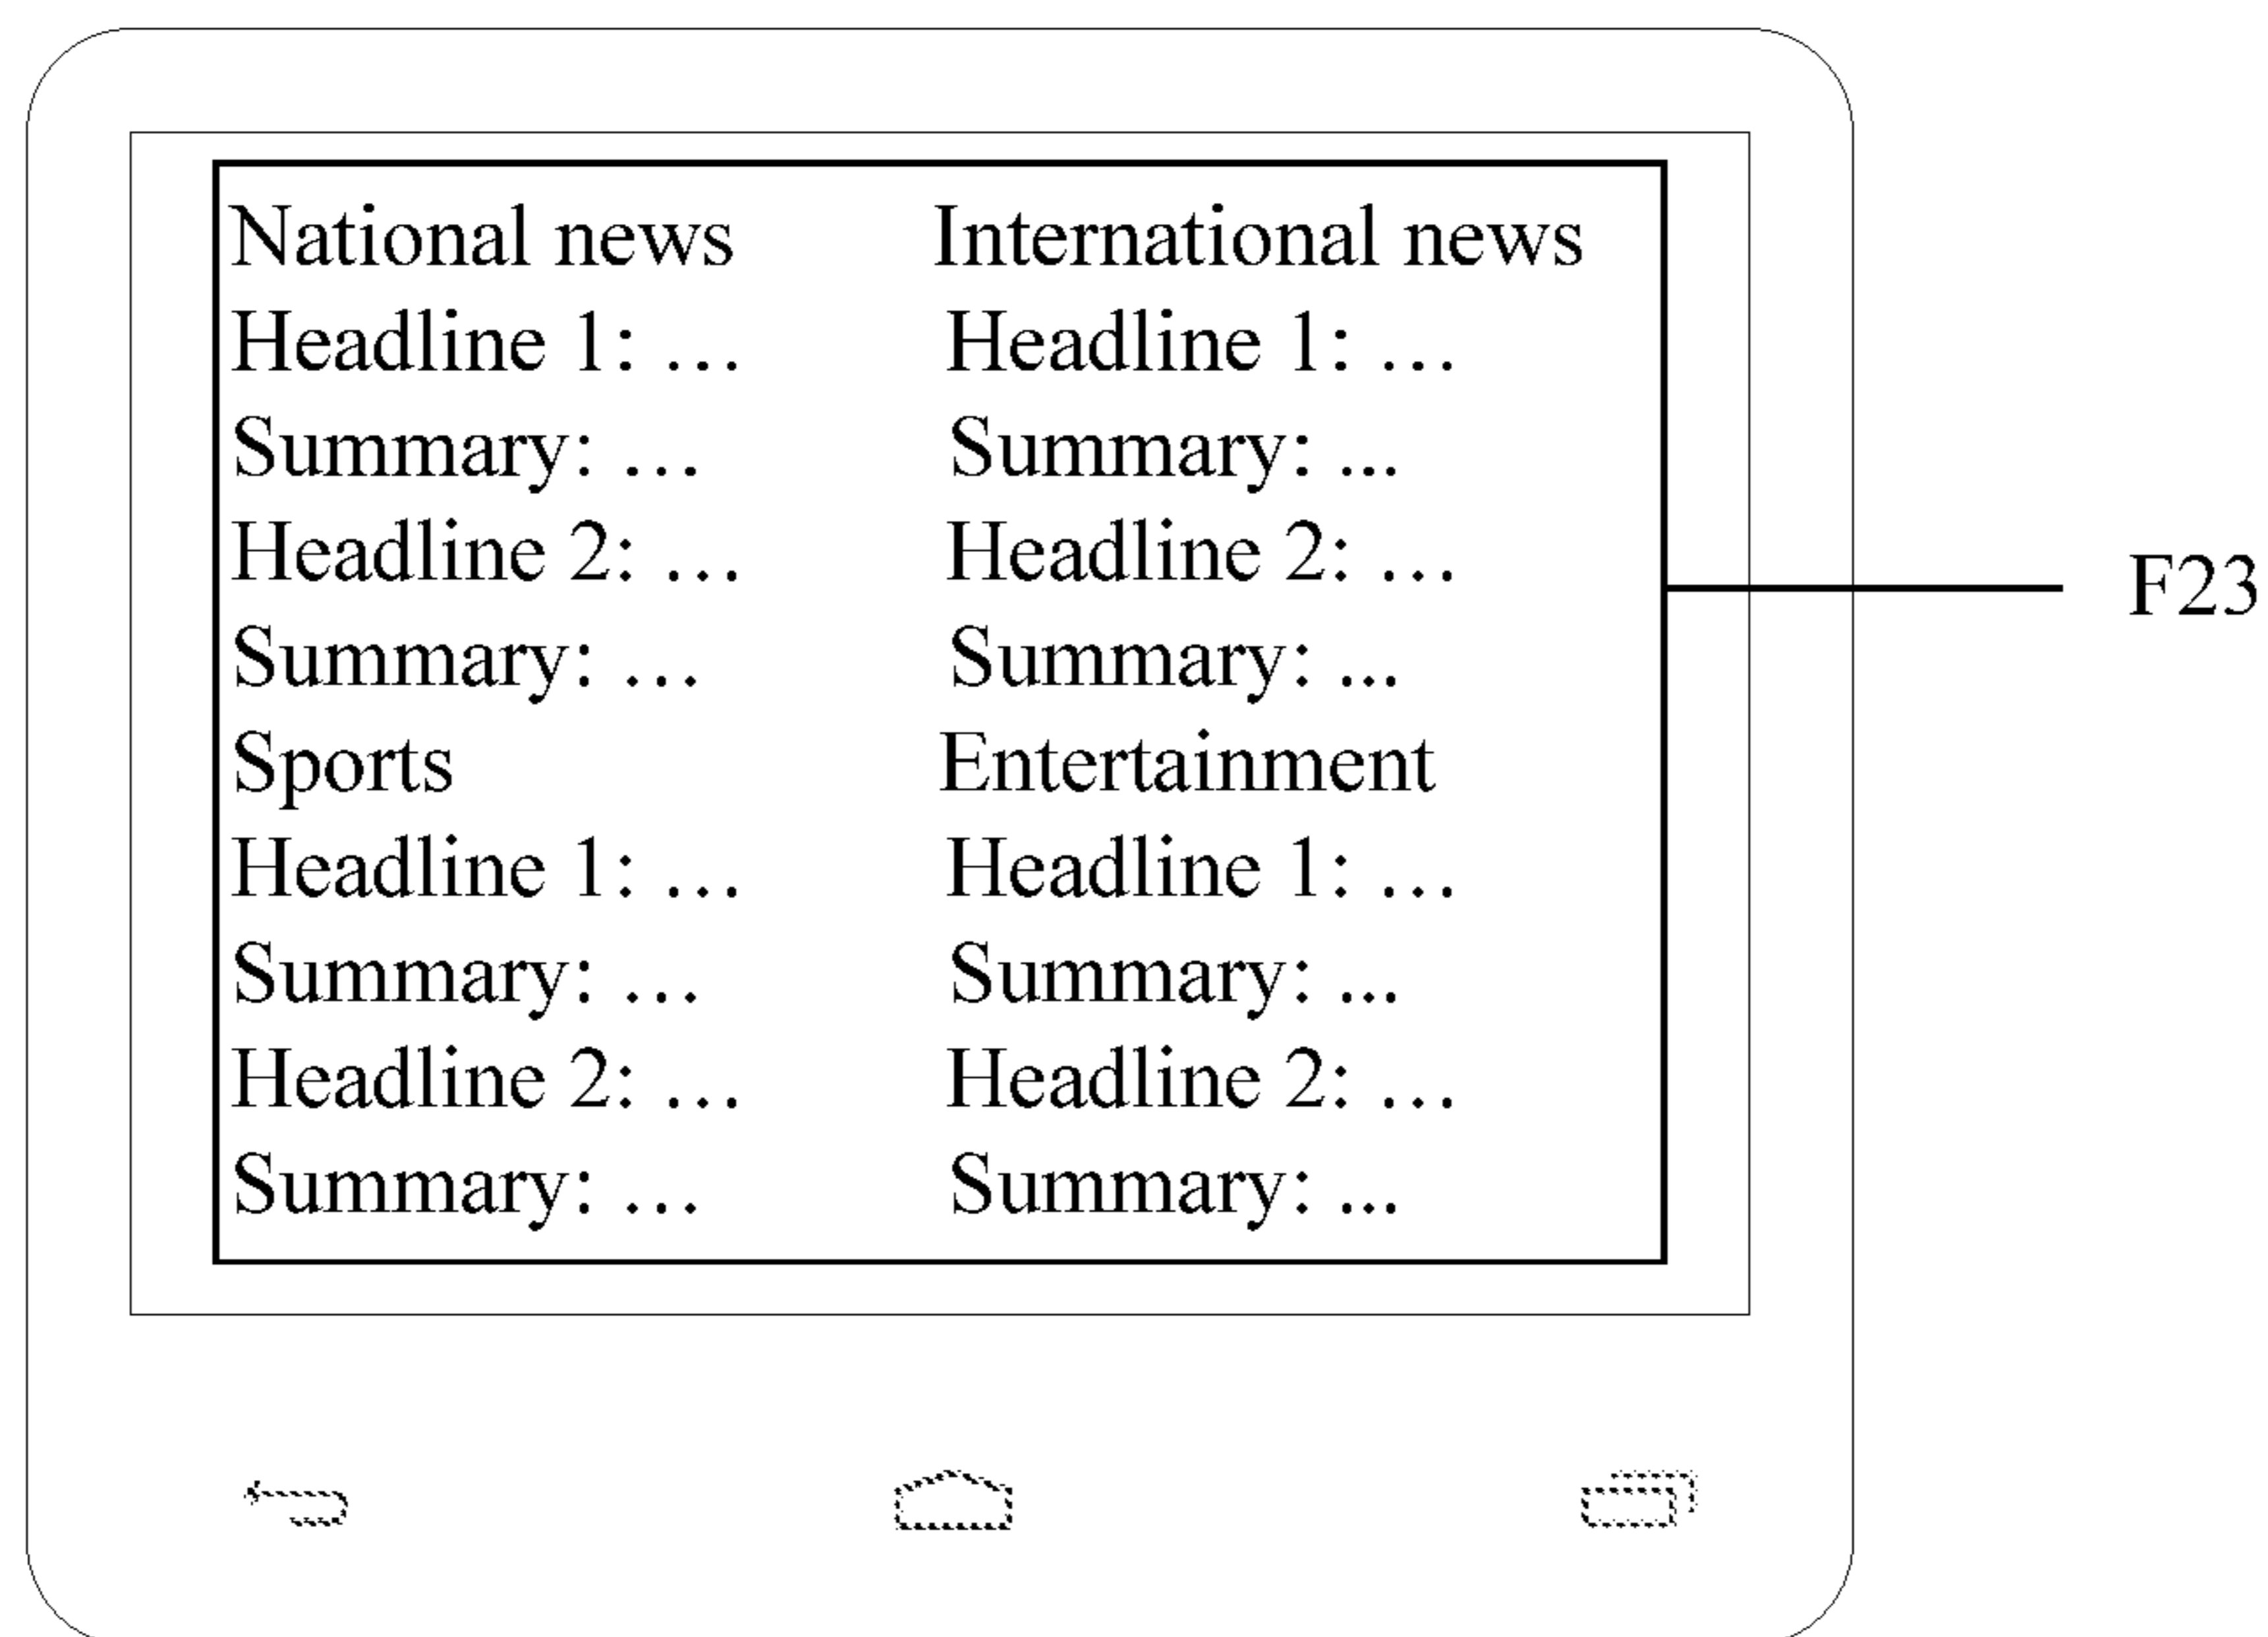 National news International news
Headline 1: … Headline 1: …
Summary: … Summary: ...
Headline 2: … Headline 2: …
Summary: … Summary: ...
Sports Entertainment
Headline 1: … Headline 1: …
Summary: … Summary: ...
Headline 2: … Headline 2: …
Summary: … Summary: ...
F23